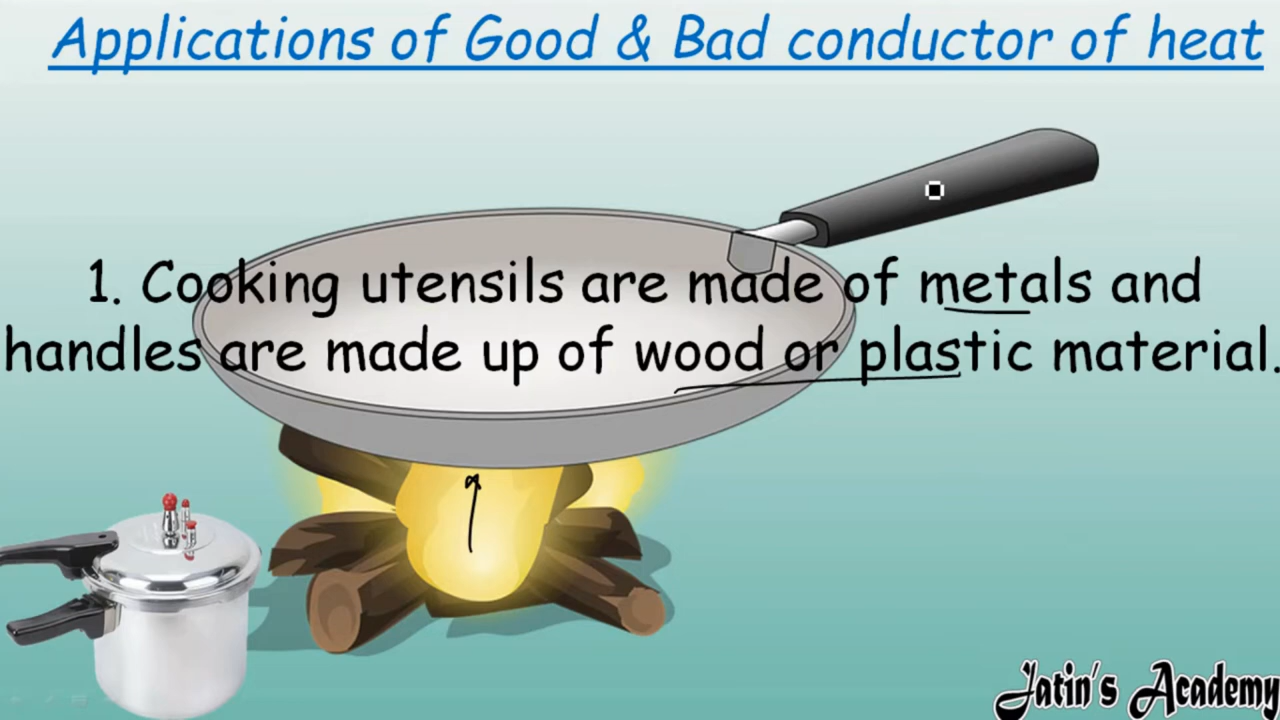 Applications of Good & Bad conductor of heat
1. Cooking utensils are made of metals and
handles are made up of wood or plastic material.
Jatin's Academy